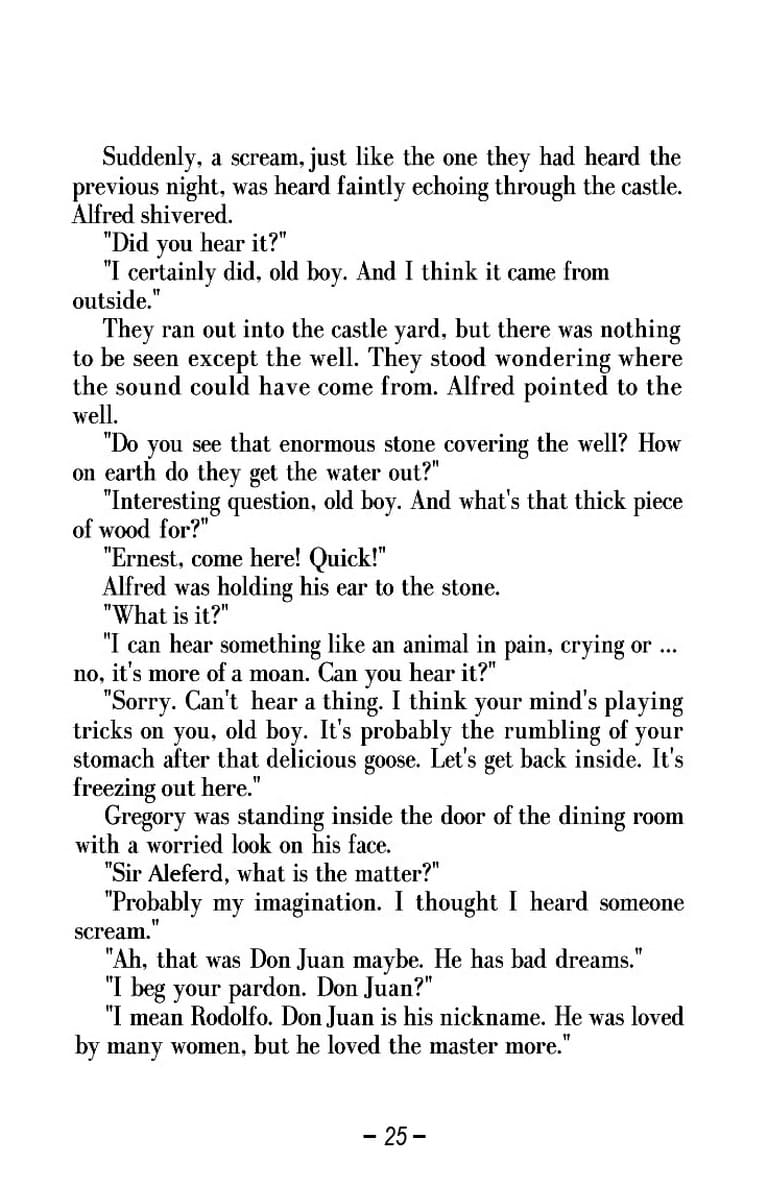 Suddenly, a scream, just like the one they had heard the
previous night, was heard faintly echoing through the castle.
Alfred shivered.
"Did you hear it?"
"I certainly did, old boy. And I think it came from
outside."
They ran out into the castle yard, but there was nothing
to be seen except the well. They stood wondering where
the sound could have come from. Alfred pointed to the
well.
"Do you see that enormous stone covering the well? How
on earth do they get the water out?"
"Interesting question, old boy. And what's that thick piece
of wood for?"
"Ernest, come here! Quick!"
Alfred was holding his ear to the stone.
"What is it?"
"I can hear something like an animal in pain, crying or ...
no, it's more of a moan. Can you hear it?"
"Sorry. Can't hear a thing. I think your mind's playing
tricks on you, old boy. It's probably the rumbling of your
stomach after that delicious goose. Let's get back inside. It's
freezing out here."
Gregory was standing inside the door of the dining room
with a worried look on his face.
"Sir Aleferd, what is the matter?"
"Probably my imagination. I thought I heard someone
scream."
"Ah, that was Don Juan maybe. He has bad dreams."
"I beg your pardon. Don Juan?"
"I mean Rodolfo. Don Juan is his nickname. He was loved
by many women, but he loved the master more."
– 25 –